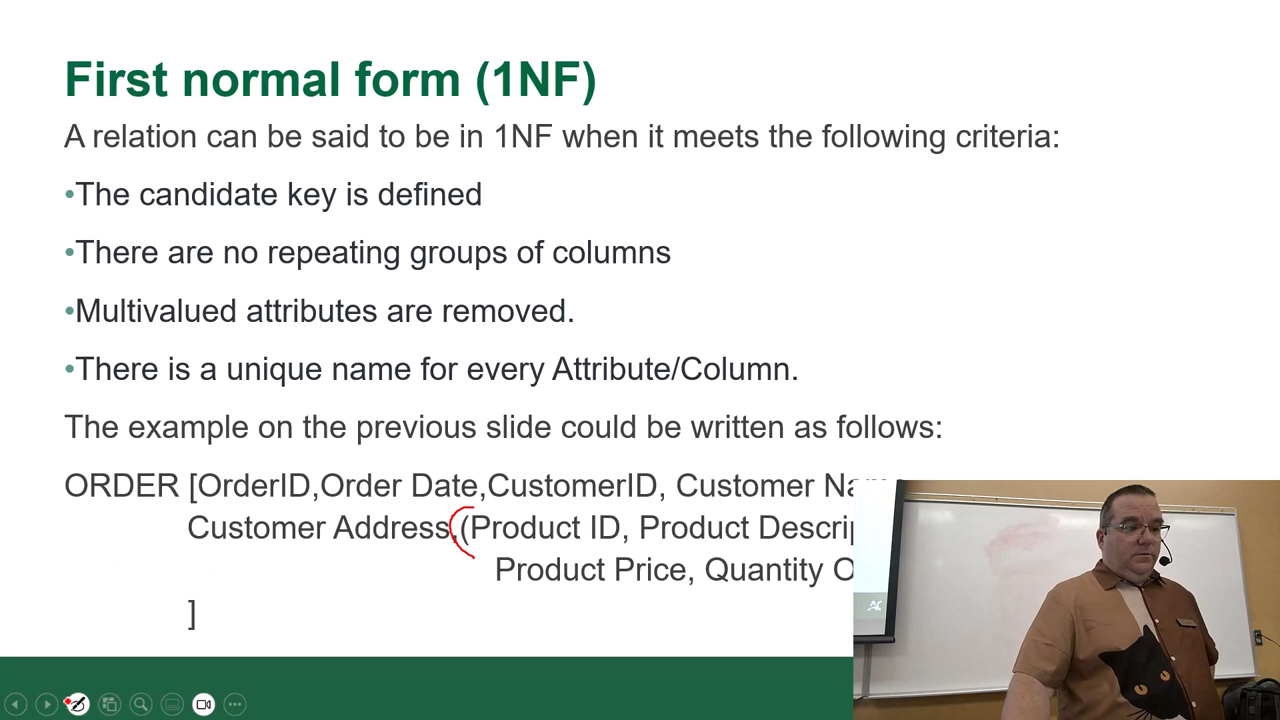 First normal form (1NF)
A relation can be said to be in 1NF when it meets the following criteria:
•The candidate key is defined
•There are no repeating groups of columns
•Multivalued attributes are removed.
•There is a unique name for every Attribute/Column.
The example on the previous slide could be written as follows:
ORDER [OrderID,Order Date,CustomerID, Customer Name
Customer Address,(Product ID, Product Descrip
Product Price, Quantity O
]